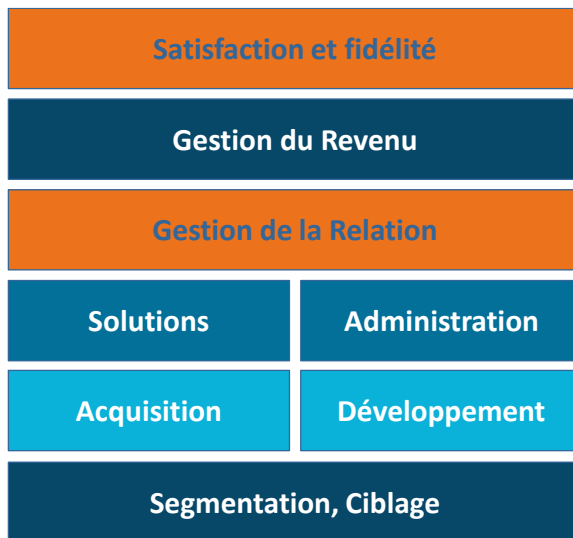 Satisfaction et fidélité
Gestion du Revenu
Gestion de la Relation
Solutions
Administration
Acquisition
Développement
Segmentation, Ciblage